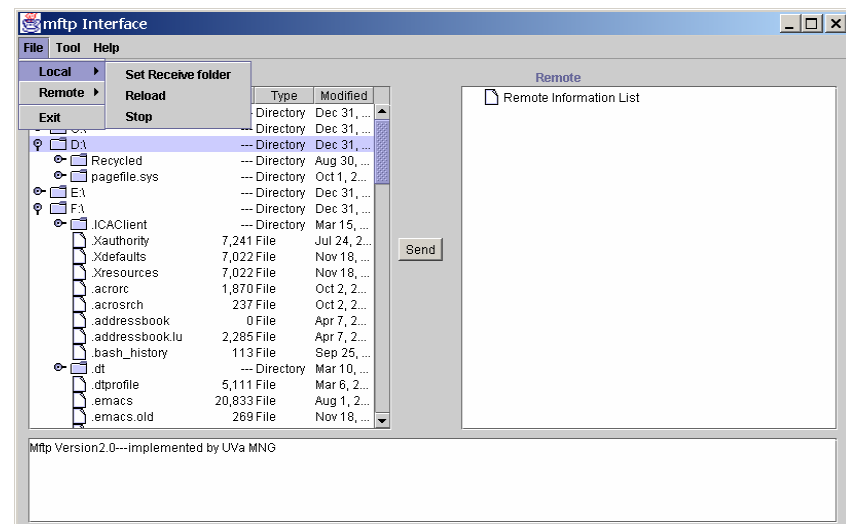 mftp Interface
File Tool Help
Local Set Receive folder
Remote Reload
Exit Stop
Remote
Type Modified
Remote Information List
Directory Dec 31, ...
--- Directory Dec 31, ...
D:\ --- Directory Dec 31, ...
Recycled --- Directory Aug 30, ...
pagefile.sys --- Directory Oct 1, 2...
E:\ --- Directory Dec 31, ...
F:\ --- Directory Dec 31, ...
.ICAClient --- Directory Mar 15, ...
.Xauthority 7,241 File Jul 24, 2...
.Xdefaults 7,022 File Nov 18, ...
.Xresources 7,022 File Nov 18, ...
.acrorc 1,870 File Oct 2, 2...
.acrosrch 237 File Oct 2, 2...
.addressbook 0 File Apr 7, 2...
.addressbook.lu 2,285 File Apr 7, 2...
.bash_history 113 File Sep 25, ...
.dt --- Directory Mar 10, ...
.dtprofile 5,111 File Mar 6, 2...
.emacs 20,833 File Aug 1, 2...
.emacs.old 269 File Nov 18, ...
Send
Mftp Version2.0---implemented by UVa MNG